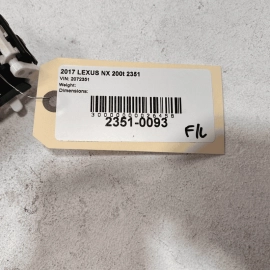 2017 LEXUS NX 200t 2351
VIN: 2072351
Weight:
Dimensions:
2351-0093
F/L